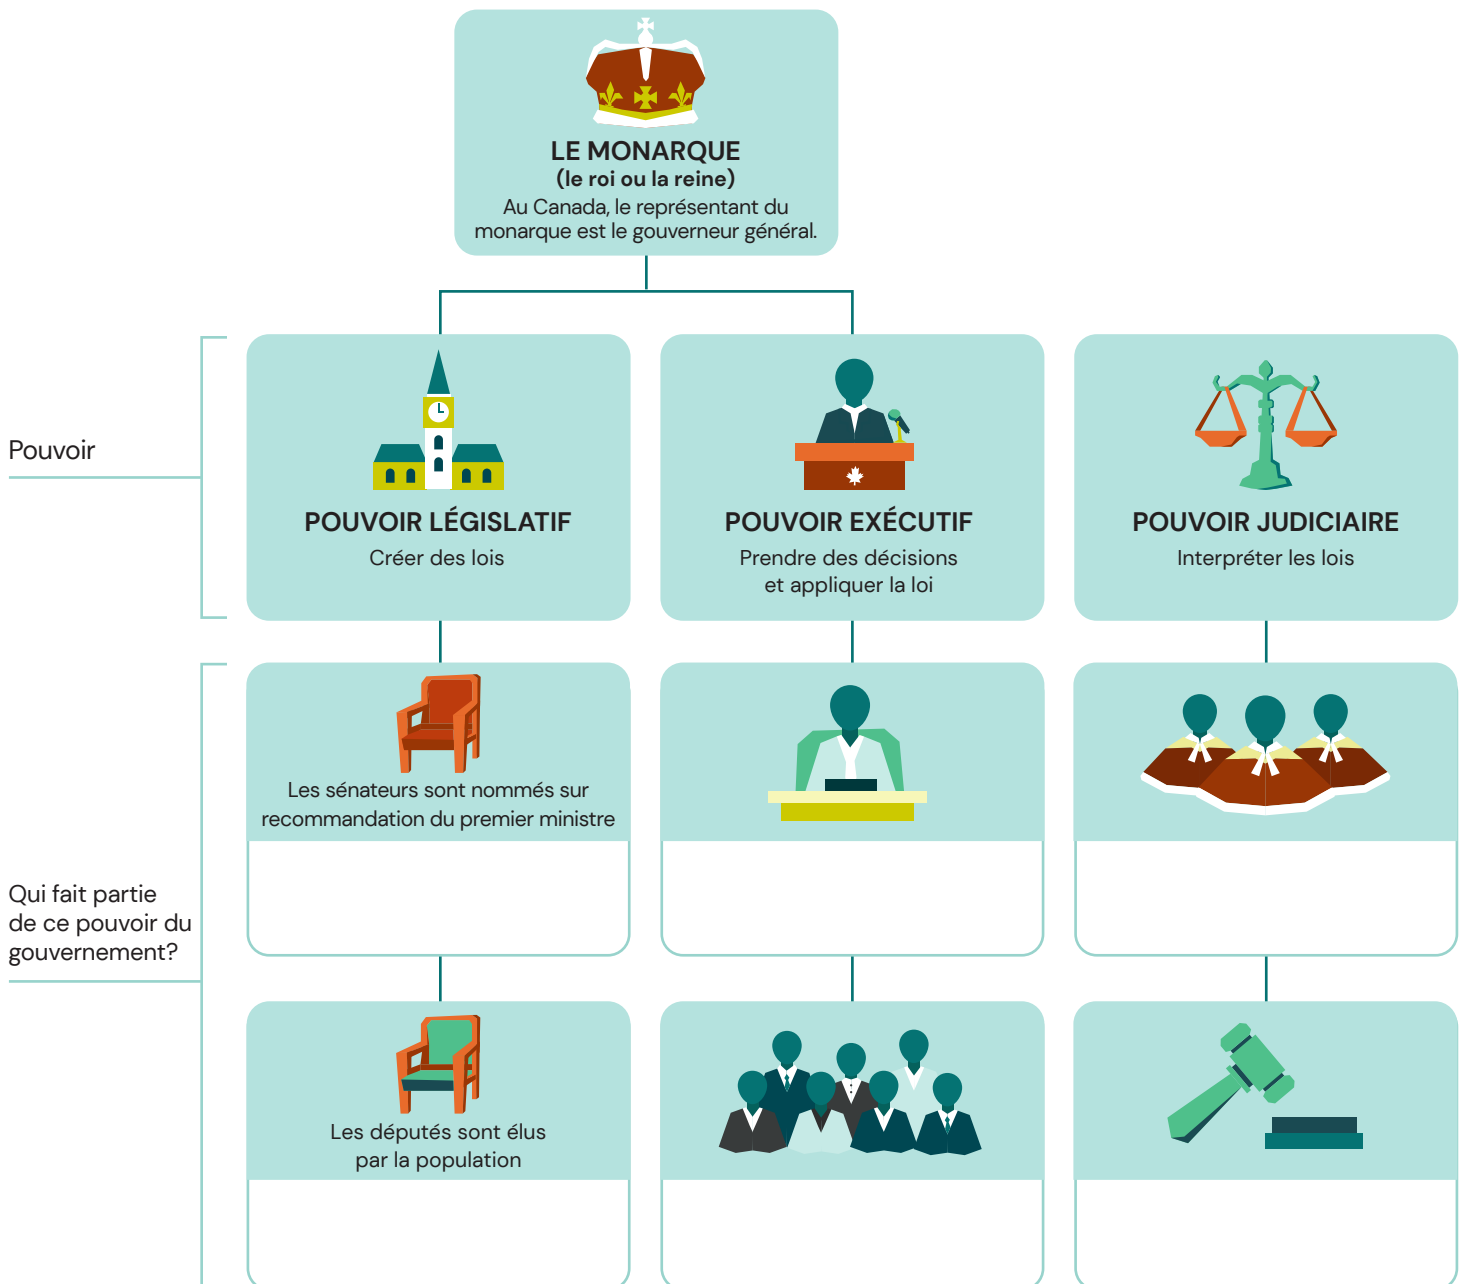 LE MONARQUE
(le roi ou la reine)
Au Canada, le représentant du
monarque est le gouverneur général.
Pouvoir
POUVOIR LÉGISLATIF
Créer des lois
POUVOIR EXÉCUTIF
Prendre des décisions
et appliquer la loi
POUVOIR JUDICIAIRE
Interpréter les lois
Qui fait partie
de ce pouvoir du
gouvernement?
Les sénateurs sont nommés sur
recommandation du premier ministre
Les députés sont élus
par la population